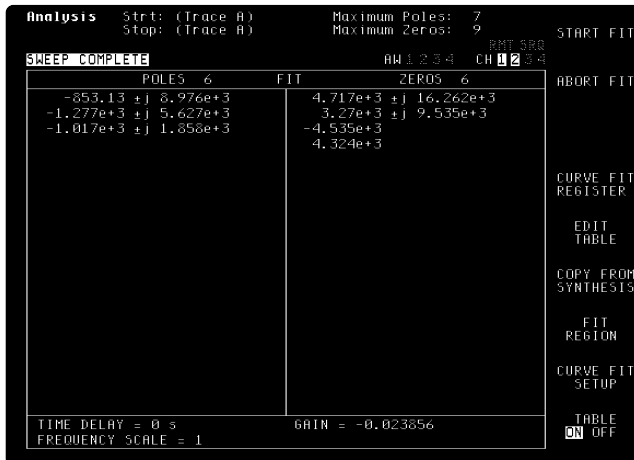 Analysis Strt: (Trace A) Maximum Poles: 7
Stop: (Trace A) Maximum Zeros: 9
RMT SRQ
SWEEP COMPLETE AW 1 2 3 4 CH 1 2 3 4
POLES 6 FIT ZEROS 6
-853.13 ±j 8.976e+3 4.717e+3 ±j 16.262e+3
-1.277e+3 ±j 5.627e+3 3.27e+3 ±j 9.535e+3
-1.017e+3 ±j 1.858e+3 -4.535e+3
4.324e+3
TIME DELAY = 0 s GAIN = -0.023856
FREQUENCY SCALE = 1
START FIT
ABORT FIT
CURVE FIT
REGISTER
EDIT
TABLE
COPY FROM
SYNTHESIS
FIT
REGION
CURVE FIT
SETUP
TABLE
ON OFF